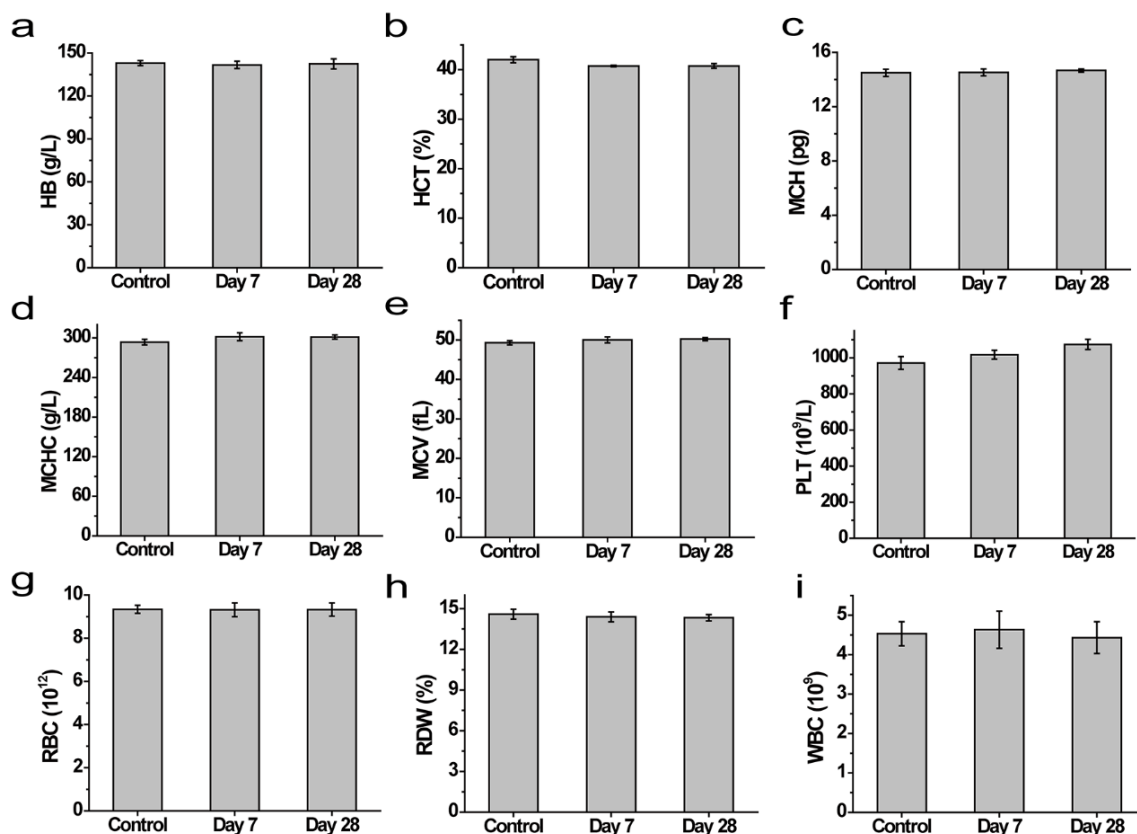 a
HB (g/L)
150
120
90
60
30
0
Control Day 7 Day 28
b
HCT (%)
40
30
20
10
0
Control Day 7 Day 28
c
MCH (pg)
16
12
8
4
0
Control Day 7 Day 28
d
MCHC (g/L)
300
240
180
120
60
0
Control Day 7 Day 28
e
MCV (fL)
50
40
30
20
10
0
Control Day 7 Day 28
f
PLT (10⁹/L)
1000
800
600
400
200
0
Control Day 7 Day 28
g
RBC (10¹²)
10
8
6
4
2
0
Control Day 7 Day 28
h
RDW (%)
15
12
9
6
3
0
Control Day 7 Day 28
i
WBC (10⁹)
5
4
3
2
1
0
Control Day 7 Day 28